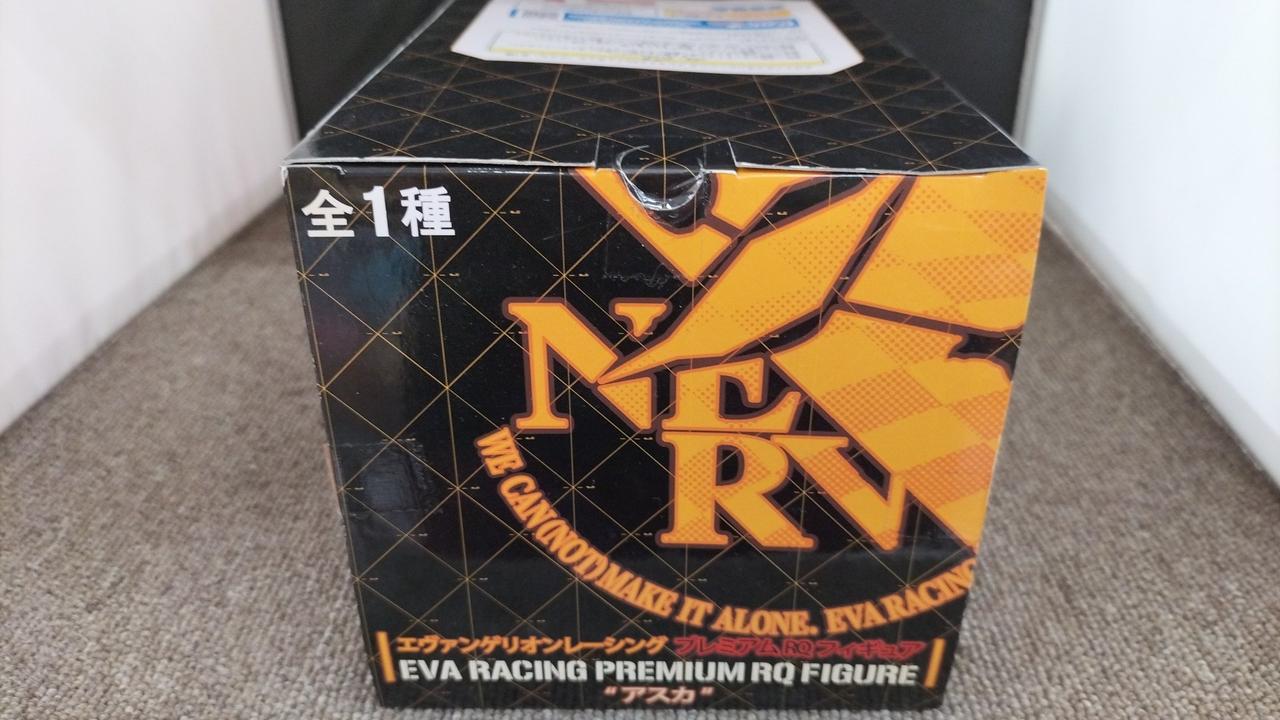 全1種
NERV
WE CAN (NOT) MAKE IT ALONE. EVA RACING
エヴァンゲリオンレーシング プレミアムRQフィギュア
EVA RACING PREMIUM RQ FIGURE
"アスカ"